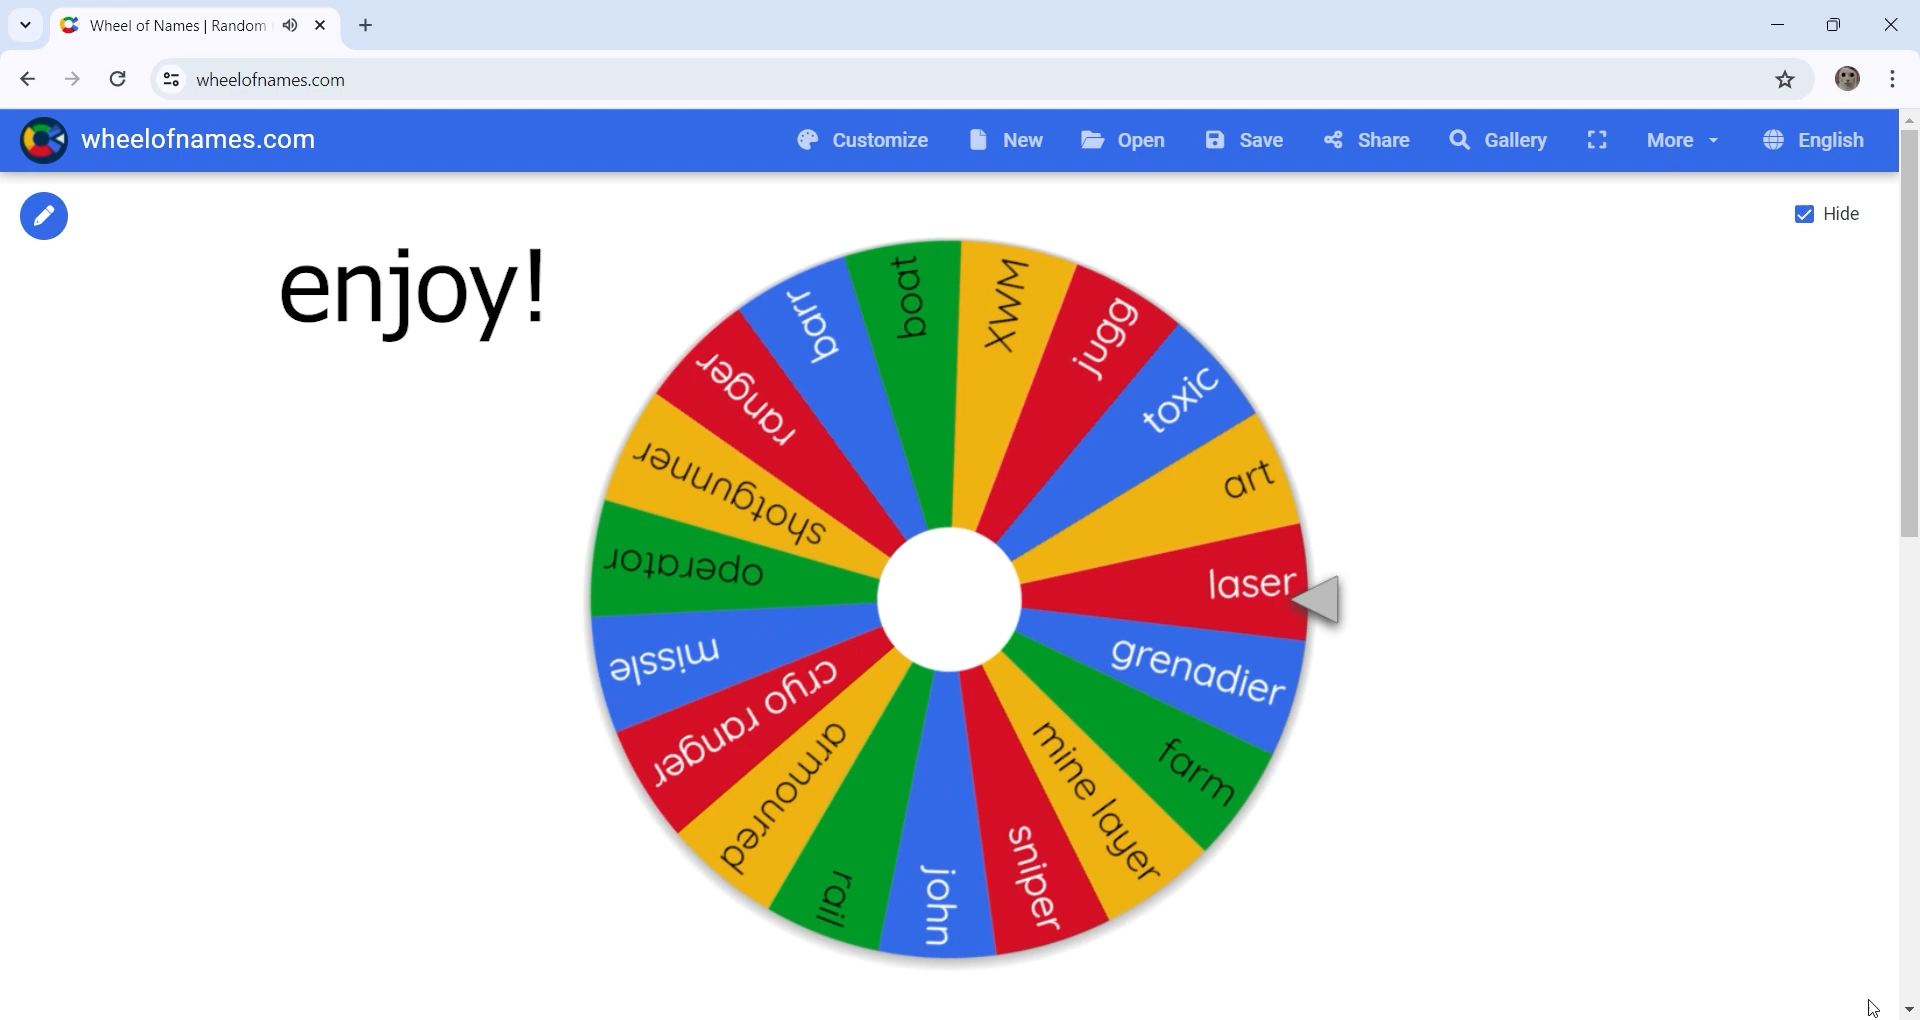 Wheel of Names | Random
wheelofnames.com
wheelofnames.com
Customize
New
Open
Save
Share
Gallery
More
English
Hide
enjoy!
boat
XWM
jugg
toxic
art
laser
grenadier
farm
mine layer
sniper
john
rail
armoured
cryo ranger
missle
operator
shotgunner
ranger
barr